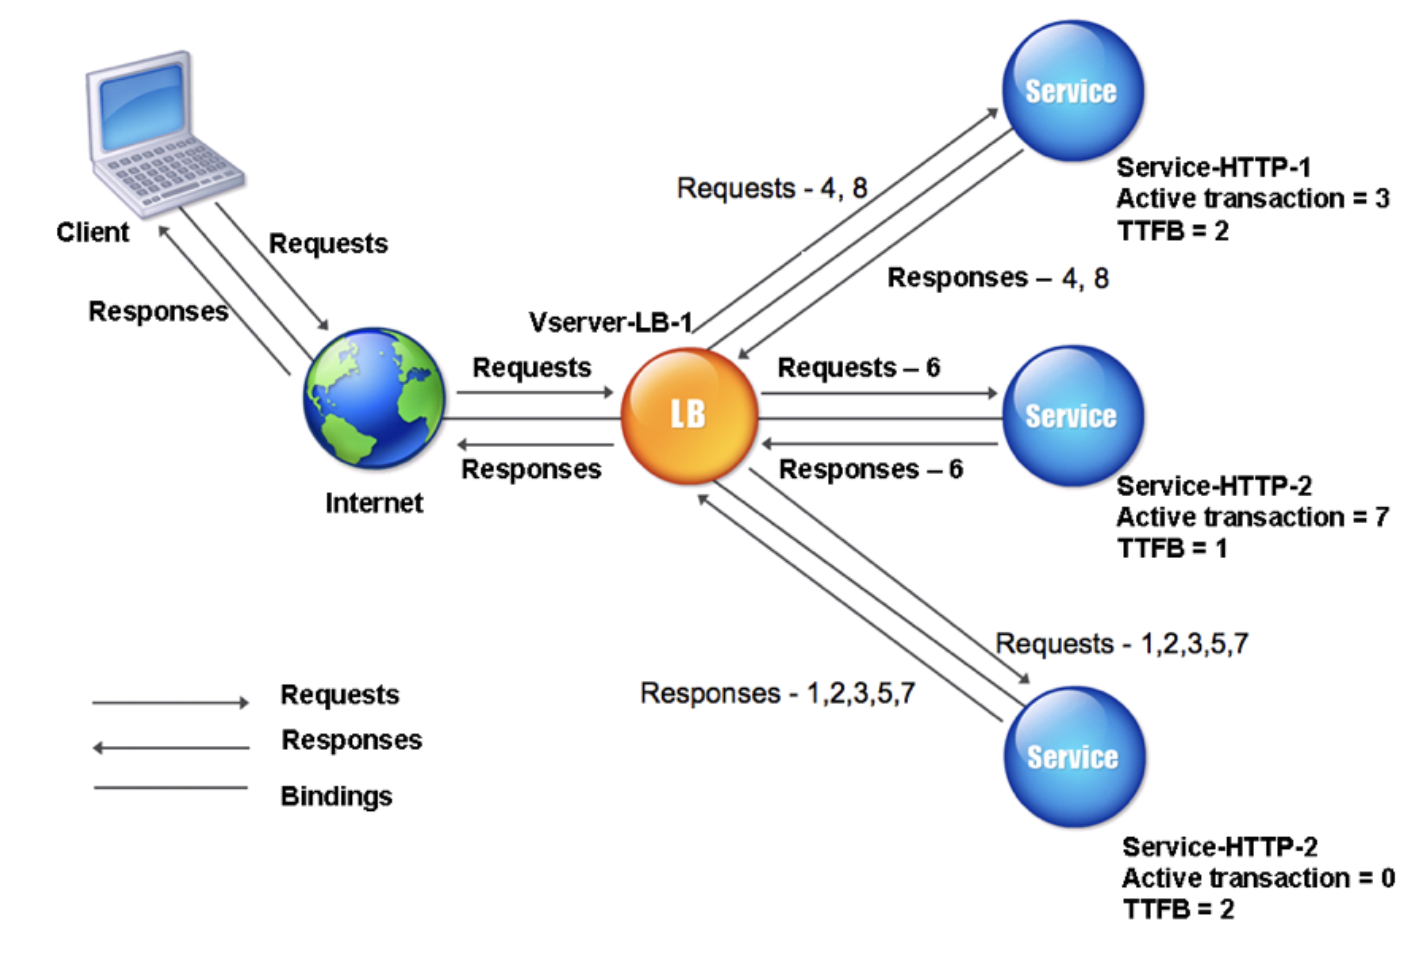 Service
Service-HTTP-1
Active transaction = 3
TTFB = 2
Requests - 4, 8
Responses – 4, 8
Client
Requests
Responses
Vserver-LB-1
Requests
Requests – 6
LB
Service
Responses
Responses – 6
Internet
Service-HTTP-2
Active transaction = 7
TTFB = 1
Requests - 1,2,3,5,7
Responses - 1,2,3,5,7
Service
Requests
Responses
Bindings
Service-HTTP-2
Active transaction = 0
TTFB = 2